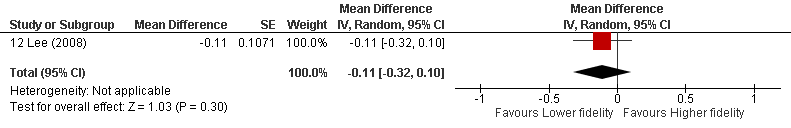 Mean Difference Mean Difference
Study or Subgroup Mean Difference SE Weight IV, Random, 95% CI IV, Random, 95% CI
12 Lee (2008) -0.11 0.1071 100.0% -0.11 [-0.32, 0.10]
Total (95% CI) 100.0% -0.11 [-0.32, 0.10]
Heterogeneity: Not applicable
Test for overall effect: Z = 1.03 (P = 0.30)
-1 -0.5 0 0.5 1
Favours Lower fidelity Favours Higher fidelity